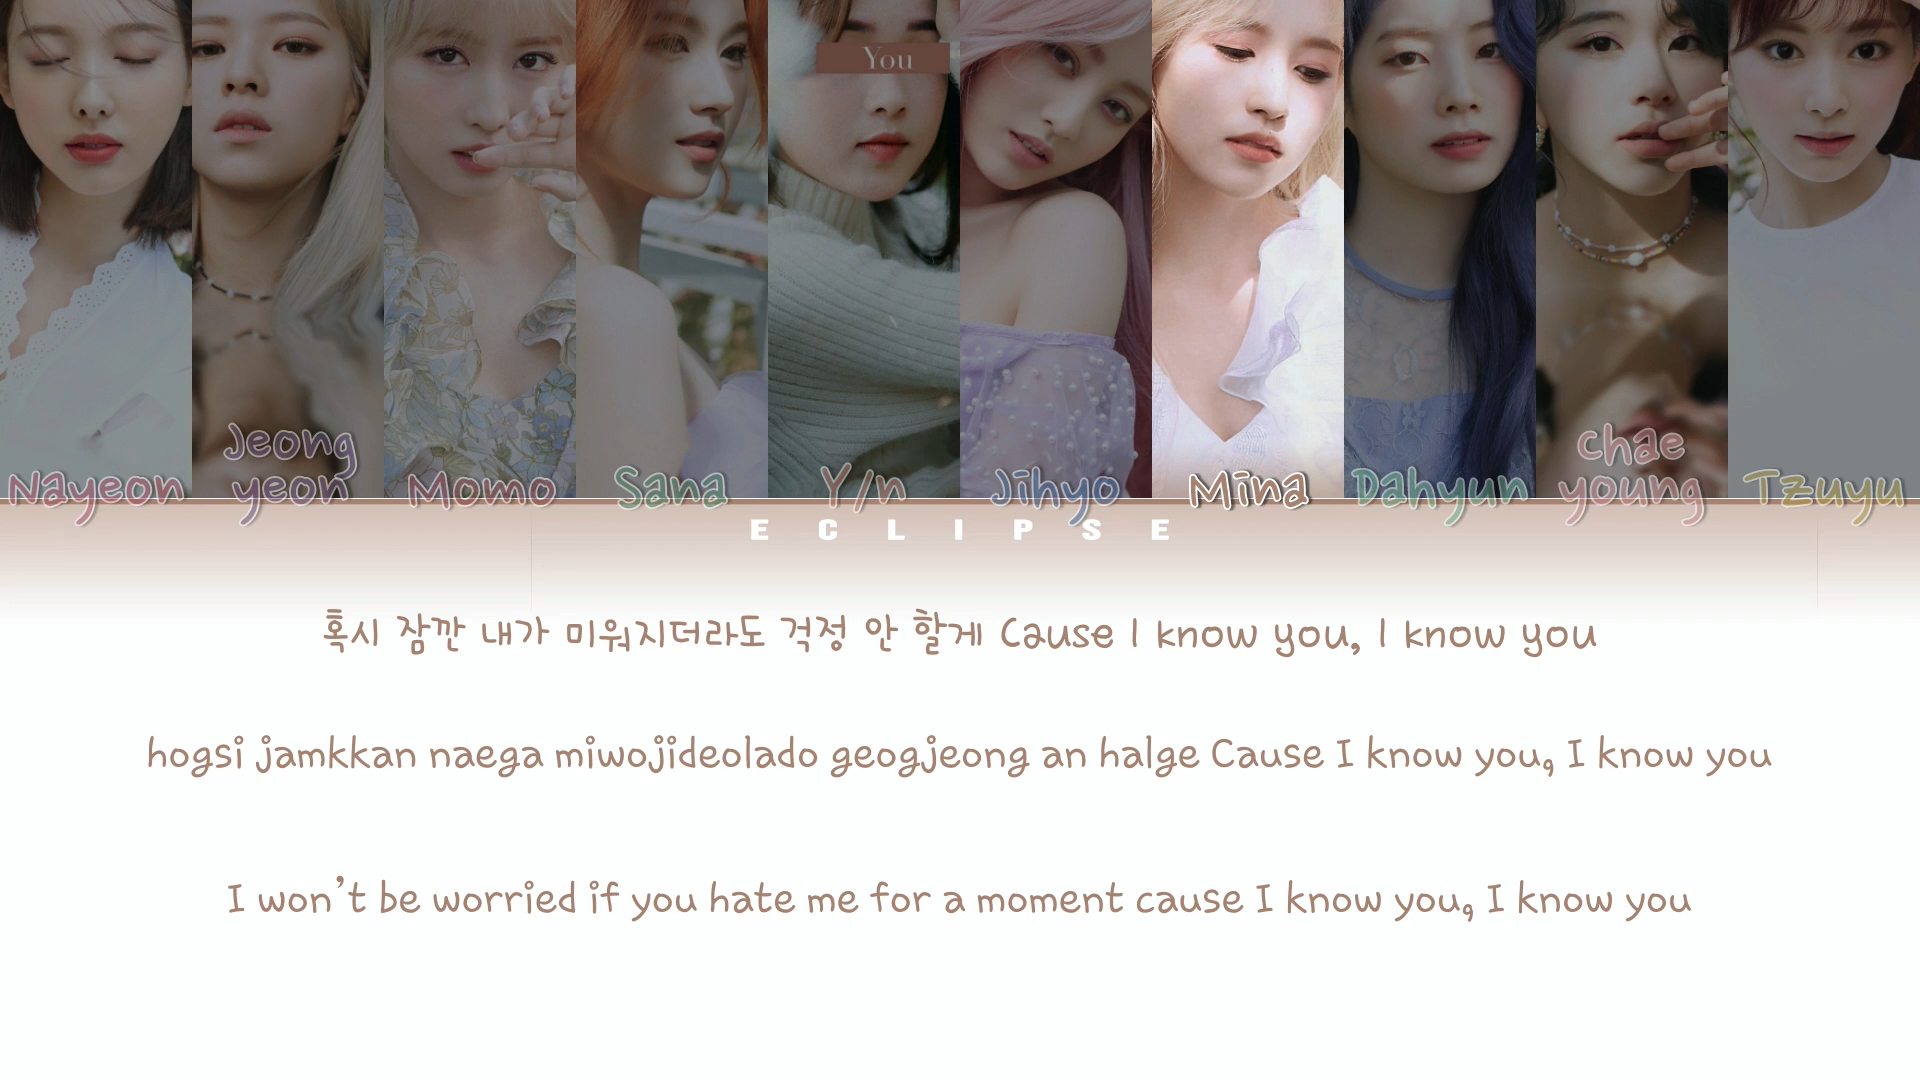 You
Nayeon
Jeong
yeon
Momo
Sana
Y/n
Jihyo
Mina
Dahyun
chae
young
Tzuyu
ECLIPSE
혹시 잠깐 내가 미워지더라도 걱정 안 할게 Cause I know you, I know you
hogsi jamkkan naega miwojideolado geogjeong an halge Cause I know you, I know you
I won't be worried if you hate me for a moment cause I know you, I know you